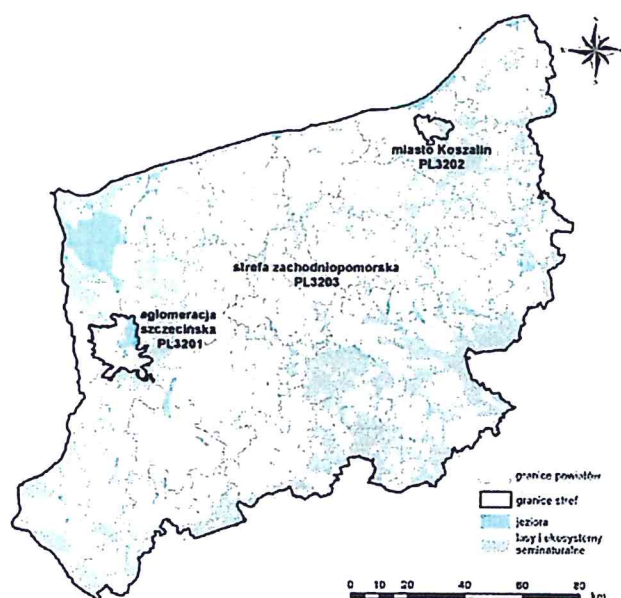 miasto Koszalin
PL3202
strefa zachodniopomorska
PL3203
aglomeracja
szczecińska
PL3201
granice powiatów
granice stref
jeziora
lasy i ekosystemy
seminaturalne
0 10 20 40 60 80
km